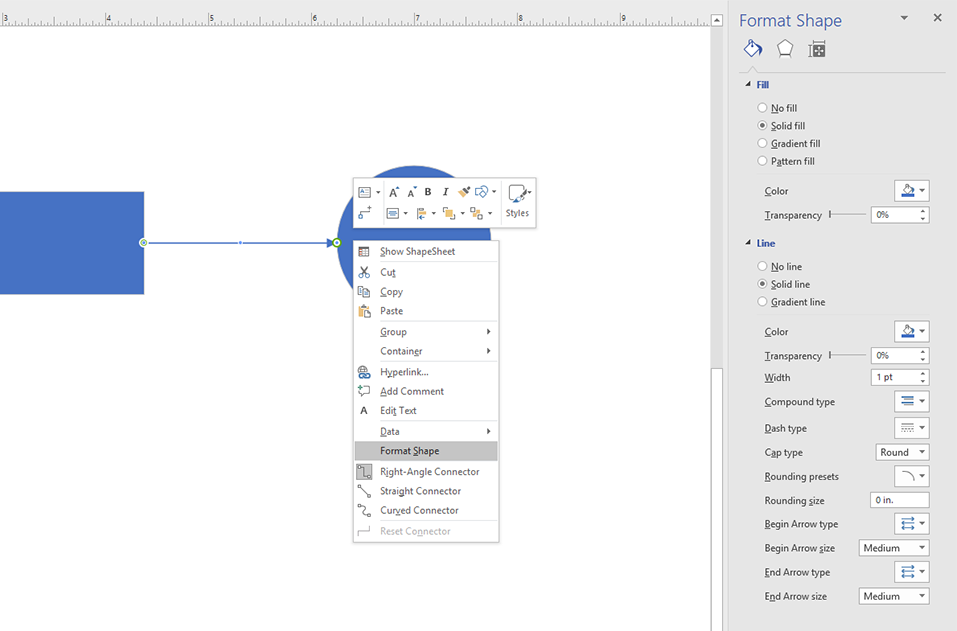 3 4 5 6 7 8 9
Format Shape
Fill
No fill
Solid fill
Gradient fill
Pattern fill
Color
Transparency 0%
Line
No line
Solid line
Gradient line
Color
Transparency 0%
Width 1 pt
Compound type
Dash type
Cap type Round
Rounding presets
Rounding size 0 in.
Begin Arrow type
Begin Arrow size Medium
End Arrow type
End Arrow size Medium
A A B I
Styles
Show ShapeSheet
Cut
Copy
Paste
Group
Container
Hyperlink...
Add Comment
A Edit Text
Data
Format Shape
Right-Angle Connector
Straight Connector
Curved Connector
Reset Connector